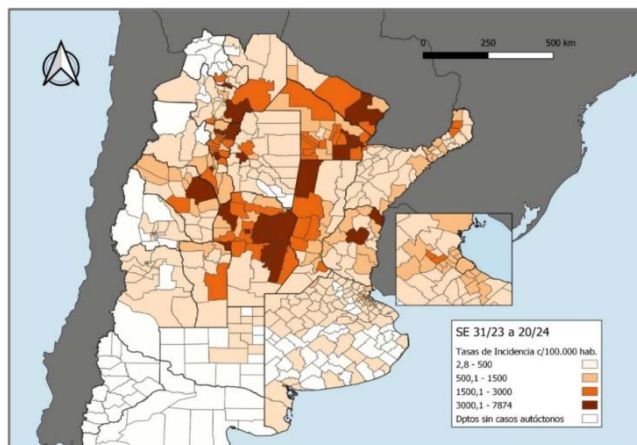 0 250 500 km
SE 31/23 a 20/24
Tasas de Incidencia c/100.000 hab.
2,8 - 500
500,1 - 1500
1500,1 - 3000
3000,1 - 7874
Dptos sin casos autóctonos